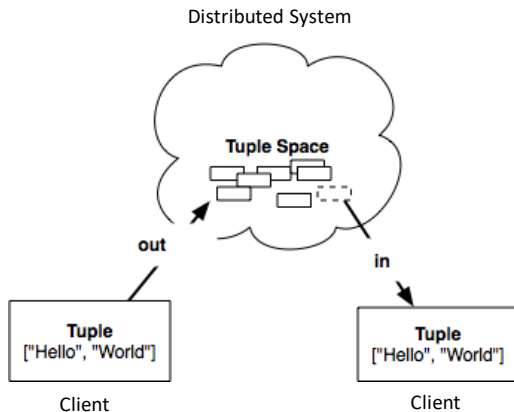 Distributed System
Tuple Space
out
in
Tuple
["Hello", "World"]
Client
Tuple
["Hello", "World"]
Client